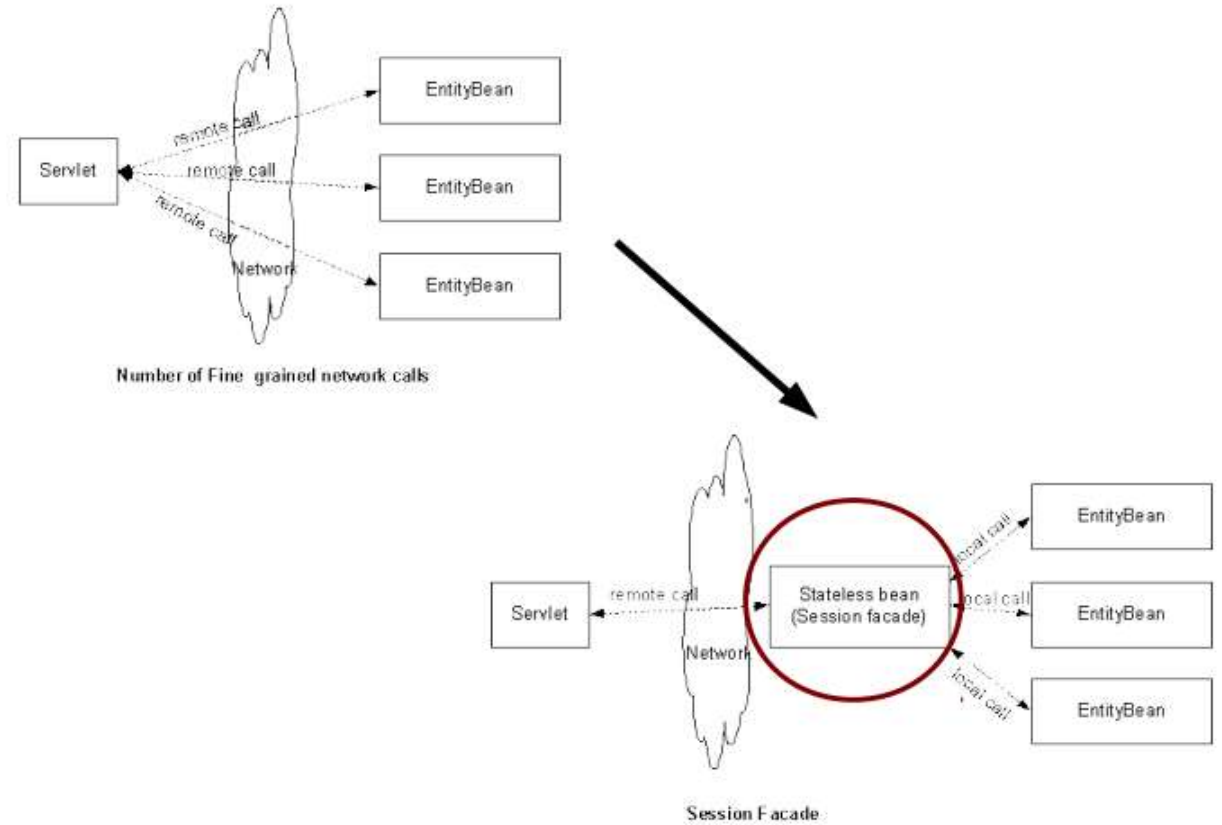 EntityBean
remote call
Servlet
remote call
EntityBean
remote call
Network
EntityBean
Number of Fine grained network calls
EntityBean
local call
remote call
Stateless bean
(Session facade)
local call
Servlet
EntityBean
Network
local call
EntityBean
Session Facade